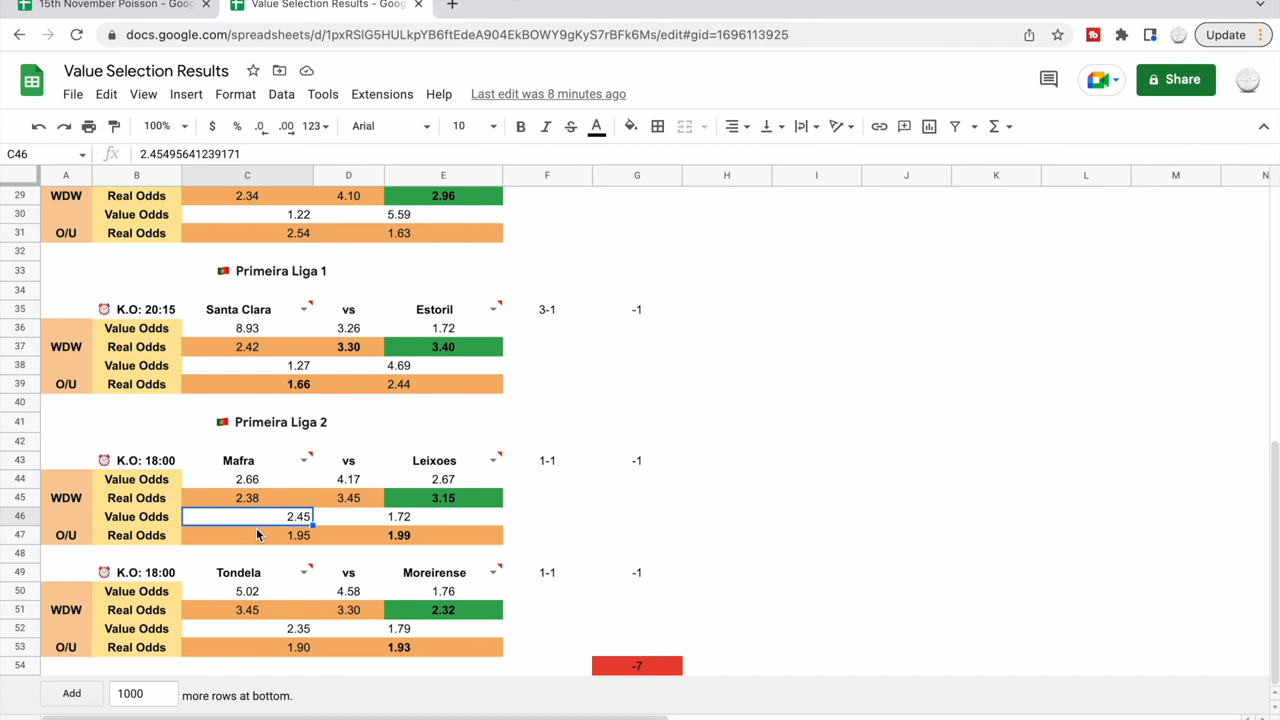 15th November Poisson - Goog
Value Selection Results - Goog
docs.google.com/spreadsheets/d/1pxRSlG5HULkpYB6ftEdeA904EkBOWY9gKyS7rBFk6Ms/edit#gid=1696113925
Update
Value Selection Results
File Edit View Insert Format Data Tools Extens Help Last edit was 8 minutes ago
Share
100% $ % .0 .00 123 Arial 10 B I S A
C46 fx 2.45495641239171
A B C D E F G H I J K L M N
29 WDW Real Odds 2.34 4.10 2.96
30 Value Odds 1.22 5.59
31 O/U Real Odds 2.54 1.63
32
33 Primeira Liga 1
34
35 K.O: 20:15 Santa Clara vs Estoril 3-1 -1
36 Value Odds 8.93 3.26 1.72
37 WDW Real Odds 2.42 3.30 3.40
38 Value Odds 1.27 4.69
39 O/U Real Odds 1.66 2.44
40
41 Primeira Liga 2
42
43 K.O: 18:00 Mafra vs Leixoes 1-1 -1
44 Value Odds 2.66 4.17 2.67
45 WDW Real Odds 2.38 3.45 3.15
46 Value Odds 2.45 1.72
47 O/U Real Odds 1.95 1.99
48
49 K.O: 18:00 Tondela vs Moreirense 1-1 -1
50 Value Odds 5.02 4.58 1.76
51 WDW Real Odds 3.45 3.30 2.32
52 Value Odds 2.35 1.79
53 O/U Real Odds 1.90 1.93
54 -7
Add 1000 more rows at bottom.